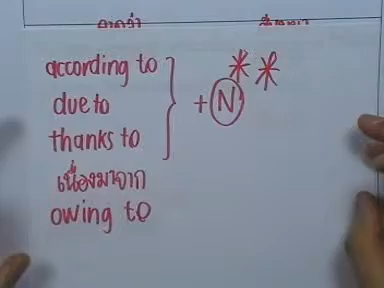 according to
due to
thanks to
เนื่องมาจาก
owing to
+ N **